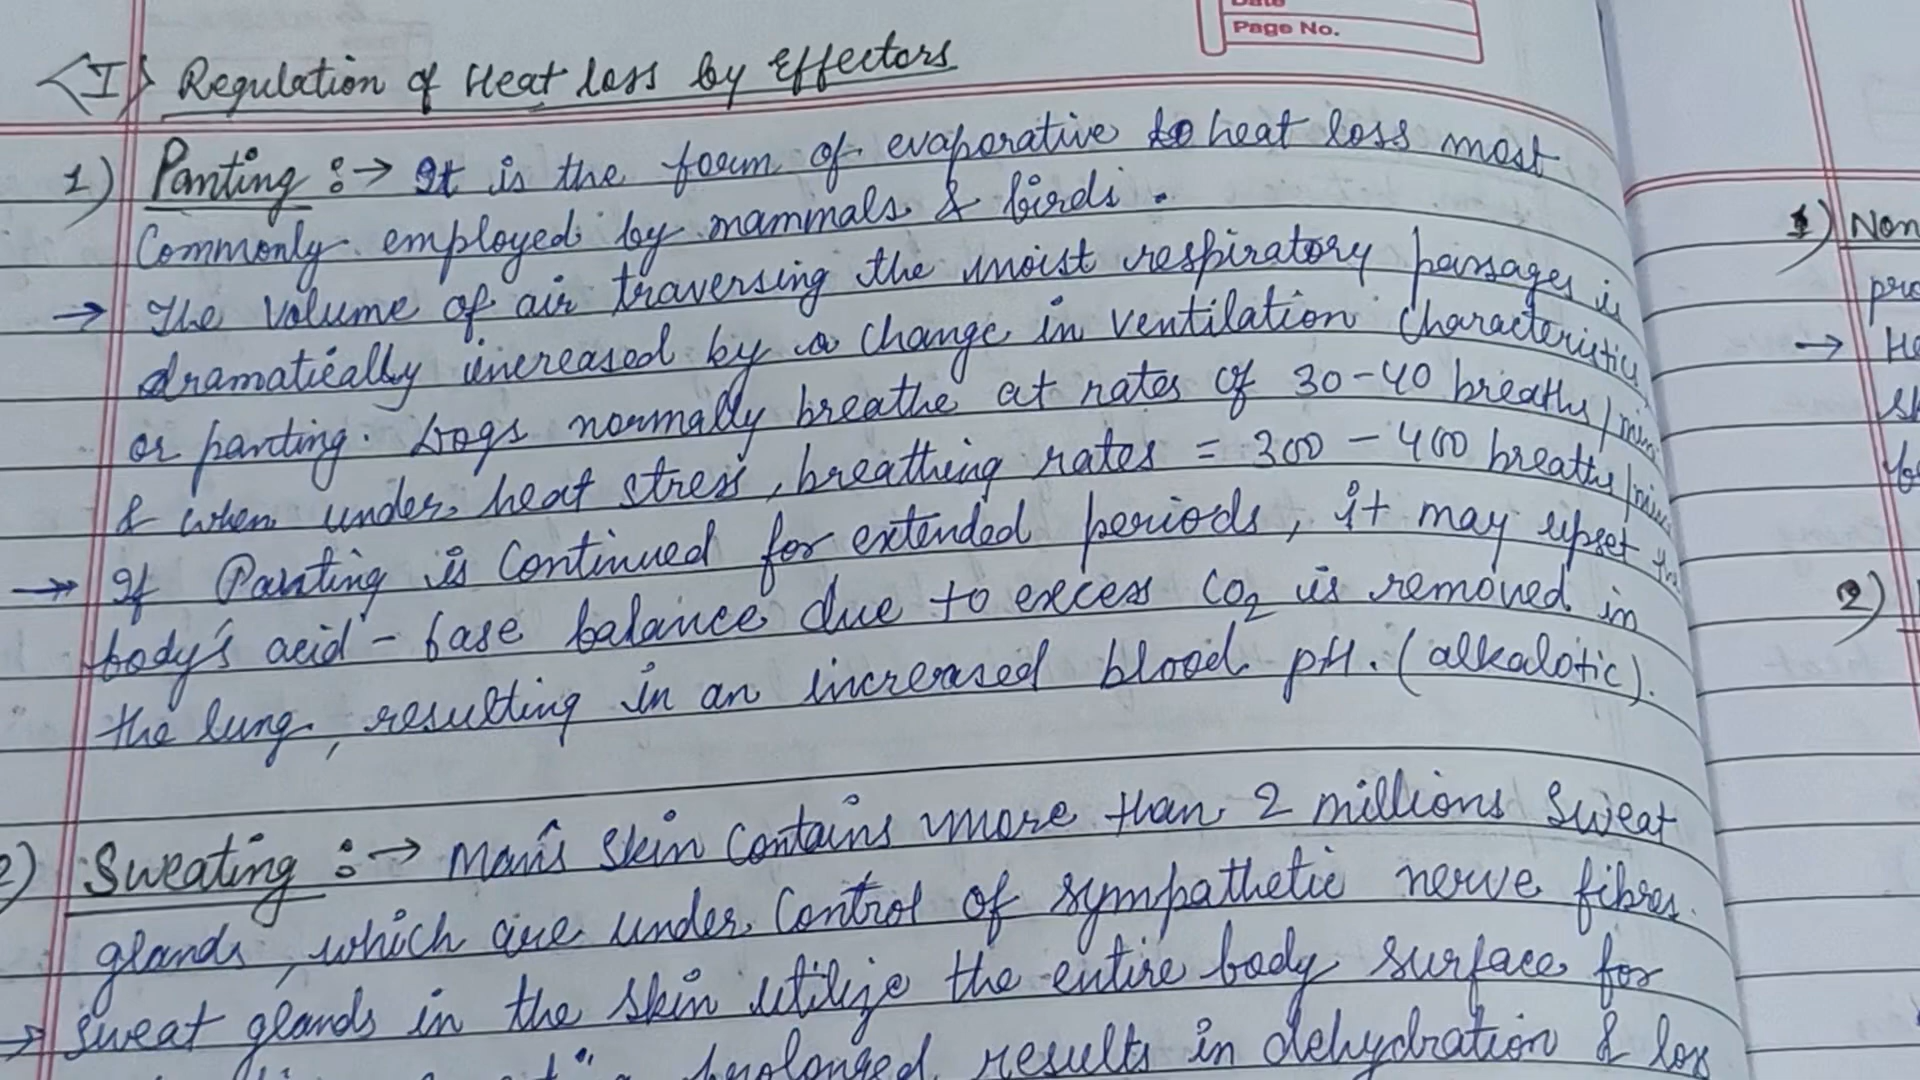 Date
Page No.
<I> Regulation of Heat loss by Effectors
1) Panting :→ It is the form of evaporative heat loss most
Commonly employed by mammals & birds.
→ The Volume of air traversing the moist respiratory passages is
dramatically increased by a change in ventilation characteristics
or panting. Dogs normally breathe at rates of 30-40 breaths/min
& when under heat stress, breathing rates = 300 - 400 breaths/min
→ If Panting is Continued for extended periods, it may upset the
body's acid - base balance due to excess CO2 is removed in
the lung, resulting in an increased blood pH. (alkalotic).
2) Sweating :→ Man's Skin Contains more than 2 millions Sweat
glands, which are under Control of sympathetic nerve fibres.
→ Sweat glands in the skin utilize the entire body surface for
prolonged results in dehydration & loss
1) Non
pro
→ He
2)